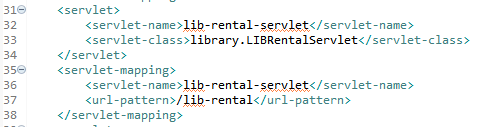 31 <servlet>
32 <servlet-name>lib-rental-servlet</servlet-name>
33 <servlet-class>library.LIBRentalServlet</servlet-class>
34 </servlet>
35 <servlet-mapping>
36 <servlet-name>lib-rental-servlet</servlet-name>
37 <url-pattern>/lib-rental</url-pattern>
38 </servlet-mapping>